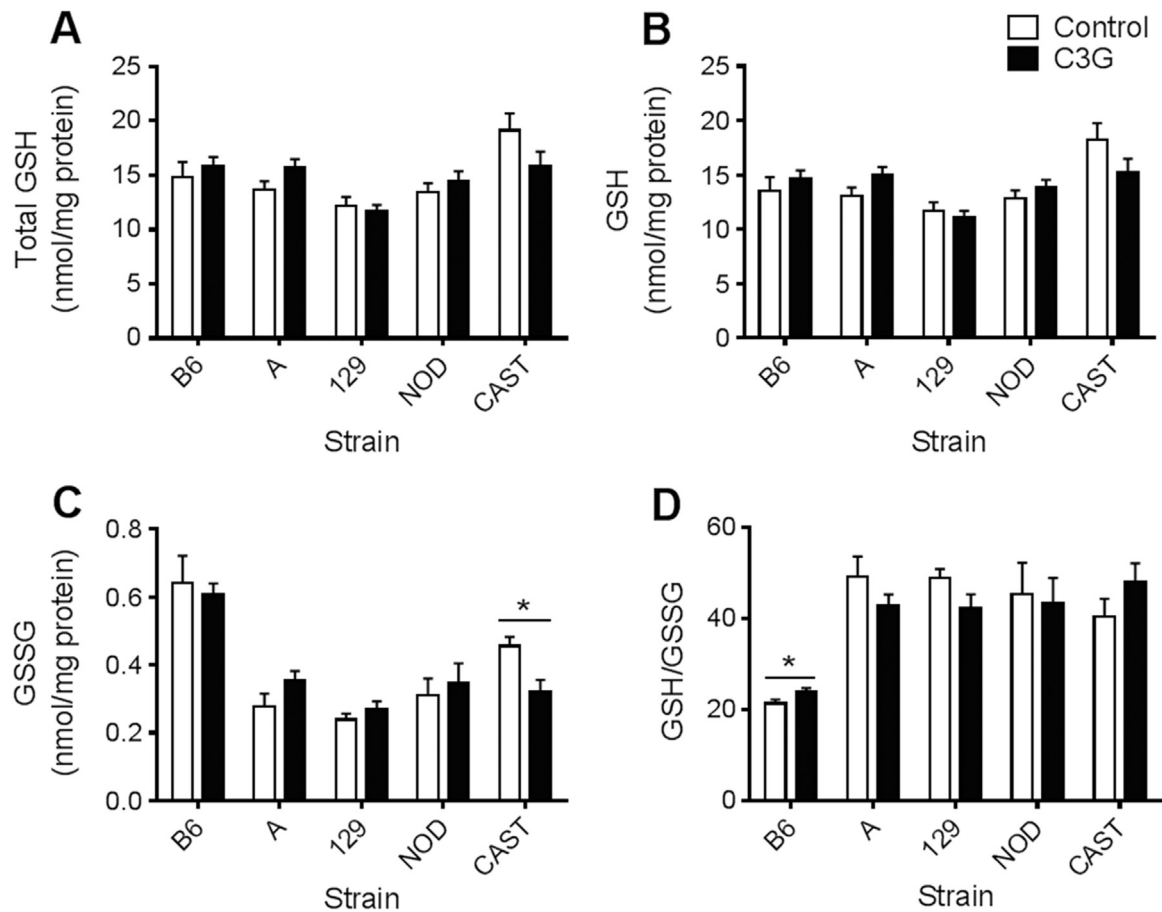 A
Total GSH
(nmol/mg protein)
25
20
15
10
5
0
B6
A
129
NOD
CAST
Strain
B
Control
C3G
GSH
(nmol/mg protein)
25
20
15
10
5
0
B6
A
129
NOD
CAST
Strain
C
GSSG
(nmol/mg protein)
0.8
0.6
0.4
0.2
0.0
*
B6
A
129
NOD
CAST
Strain
D
GSH/GSSG
60
40
20
0
*
B6
A
129
NOD
CAST
Strain